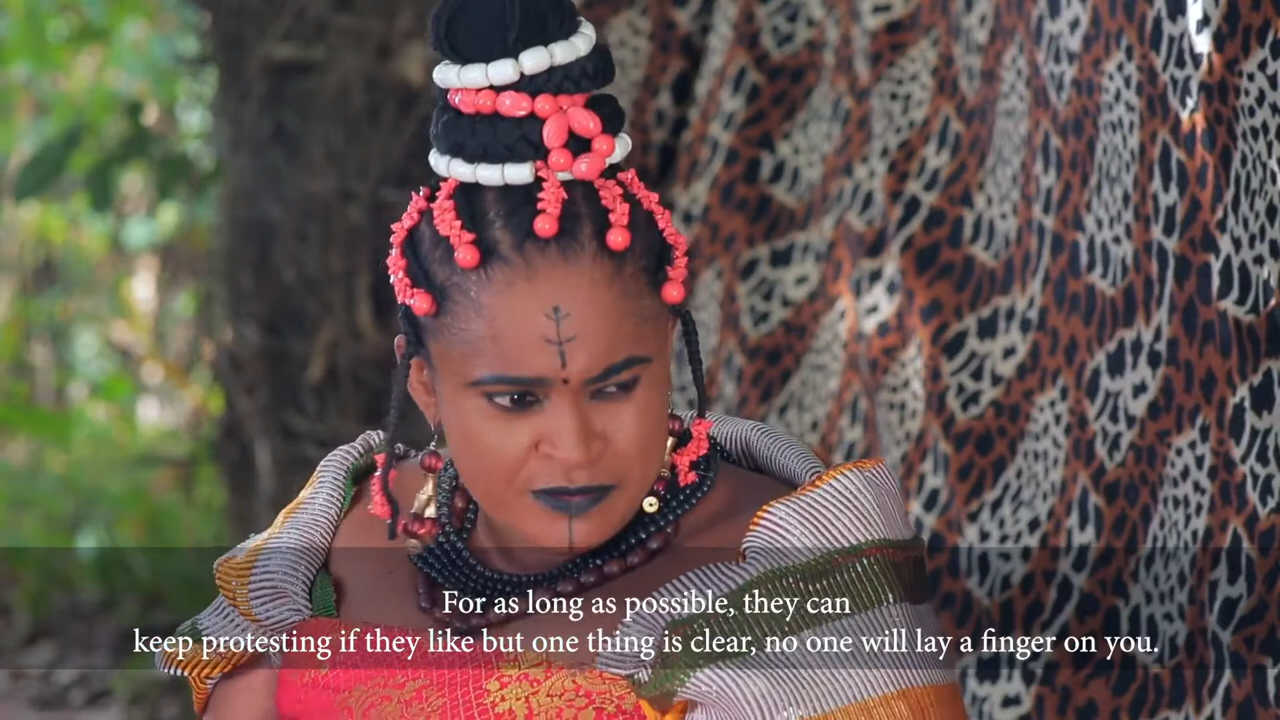 For as long as possible, they can
keep protesting if they like but one thing is clear, no one will lay a finger on you.